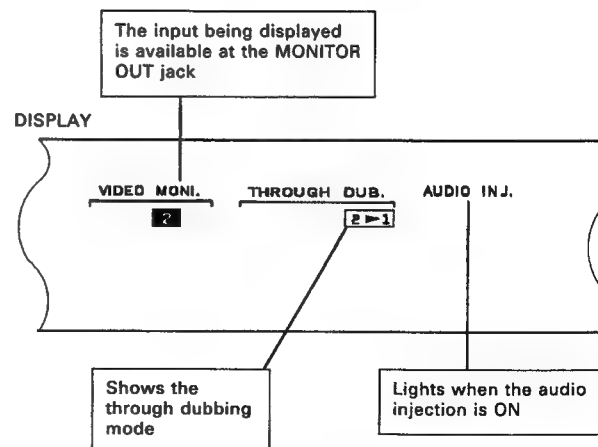 The input being displayed
is available at the MONITOR
OUT jack
DISPLAY
VIDEO MONI.
THROUGH DUB.
AUDIO INJ.
2
2►1
Shows the
through dubbing
mode
Lights when the audio
injection is ON